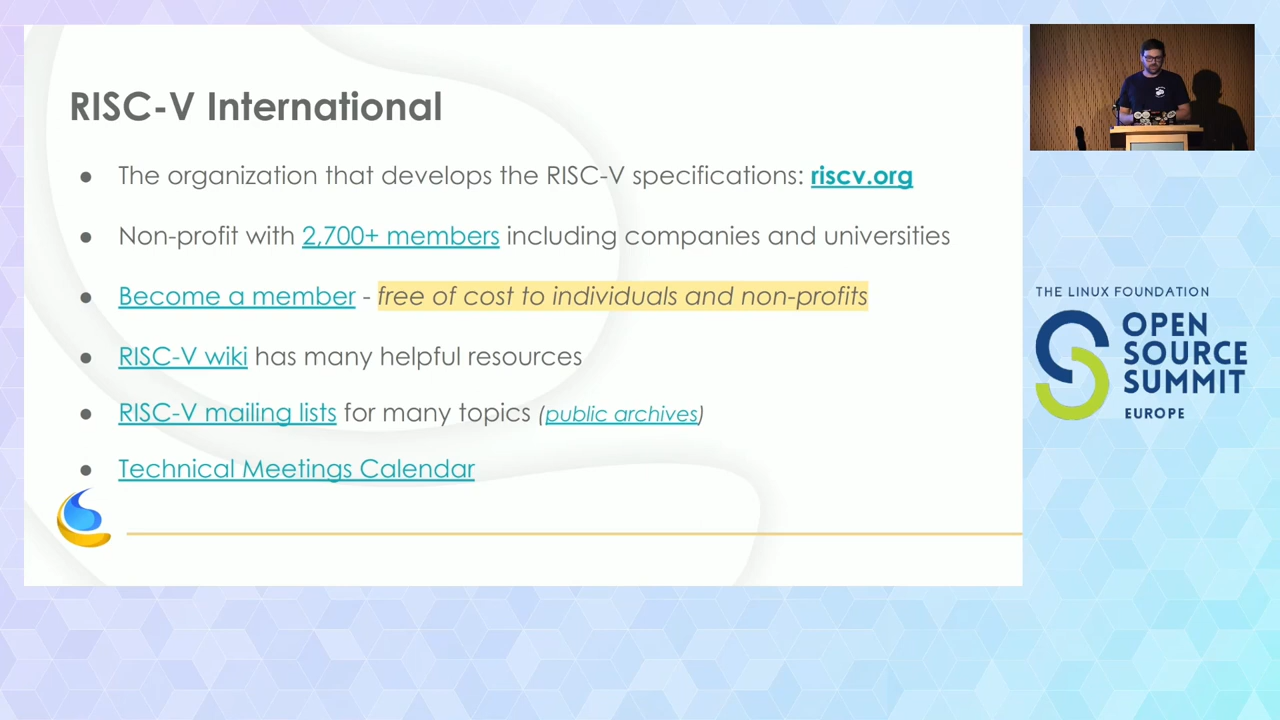 RISC-V International
● The organization that develops the RISC-V specifications: riscv.org
● Non-profit with 2,700+ members including companies and universities
● Become a member - free of cost to individuals and non-profits
● RISC-V wiki has many helpful resources
● RISC-V mailing lists for many topics (public archives)
● Technical Meetings Calendar
THE LINUX FOUNDATION
OPEN
SOURCE
SUMMIT
EUROPE